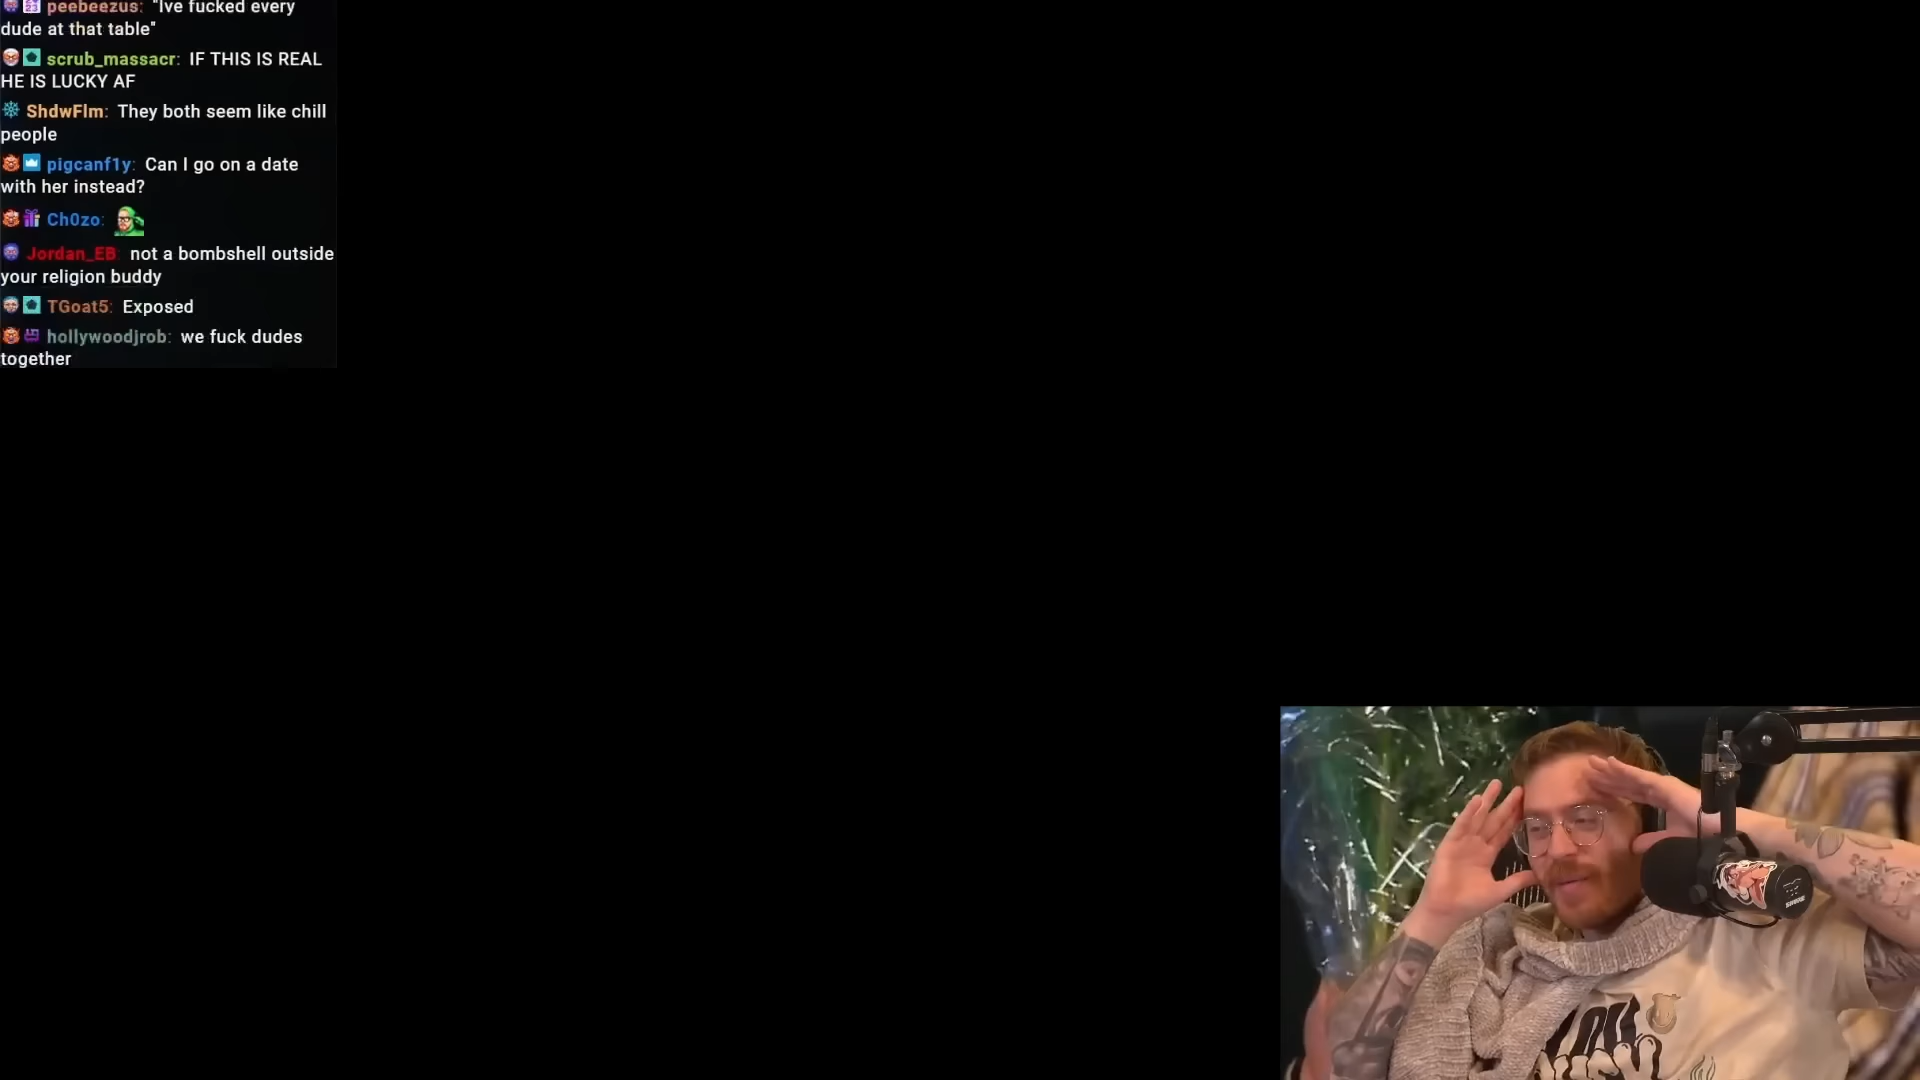 peebeezus: "Ive fucked every
dude at that table"
scrub_massacr: IF THIS IS REAL
HE IS LUCKY AF
ShdwFlm: They both seem like chill
people
pigcanf1y: Can I go on a date
with her instead?
Ch0zo:
Jordan_EB: not a bombshell outside
your religion buddy
TGoat5: Exposed
hollywoodjrob: we fuck dudes
together
SHURE